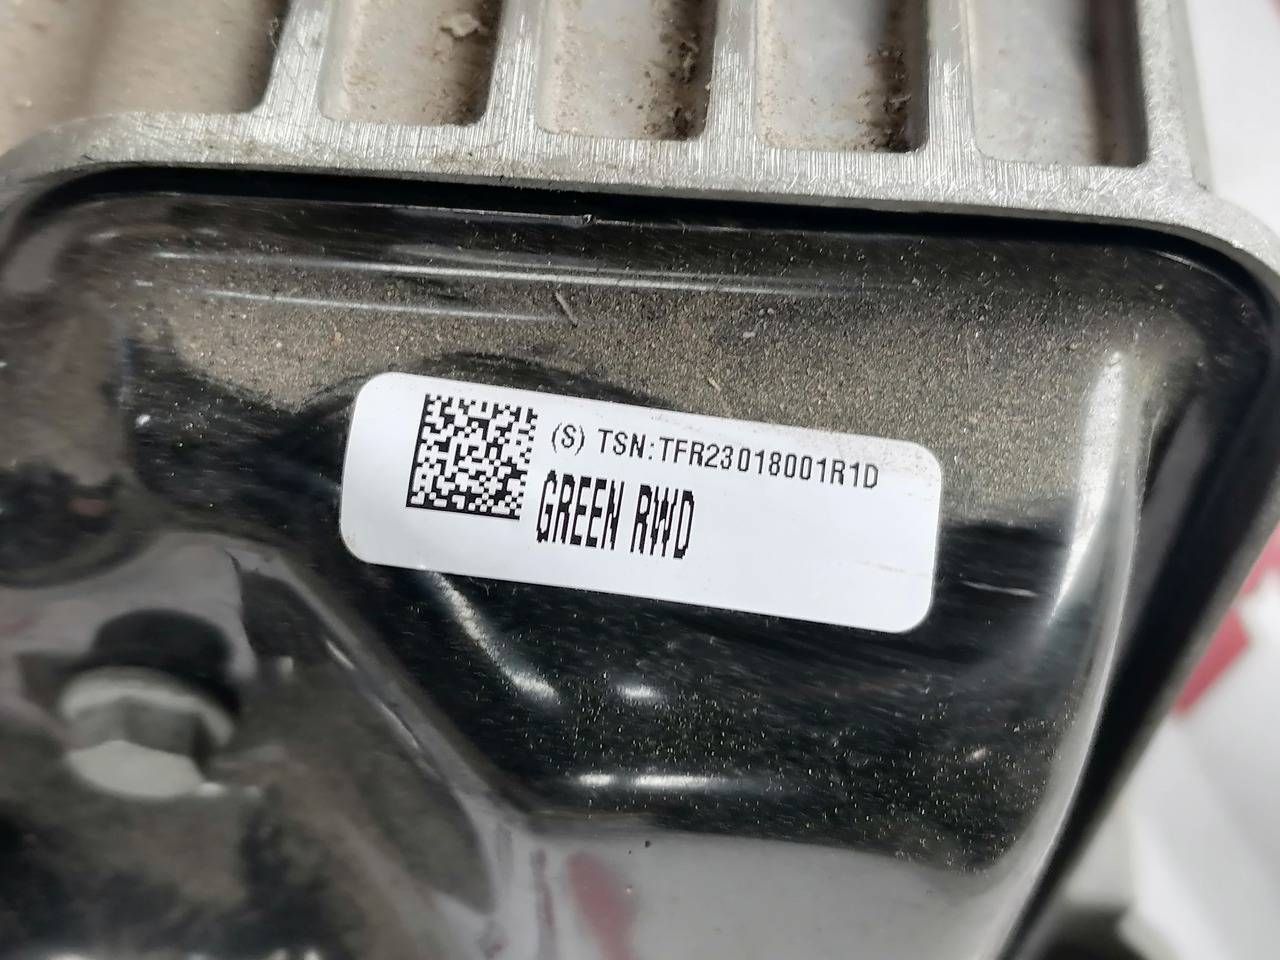 (S) TSN:TFR23018001R1D
GREEN RWD